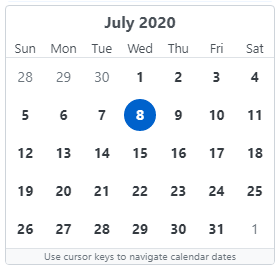 July 2020
Sun Mon Tue Wed Thu Fri Sat
28 29 30 1 2 3 4
5 6 7 8 9 10 11
12 13 14 15 16 17 18
19 20 21 22 23 24 25
26 27 28 29 30 31 1
Use cursor keys to navigate calendar dates